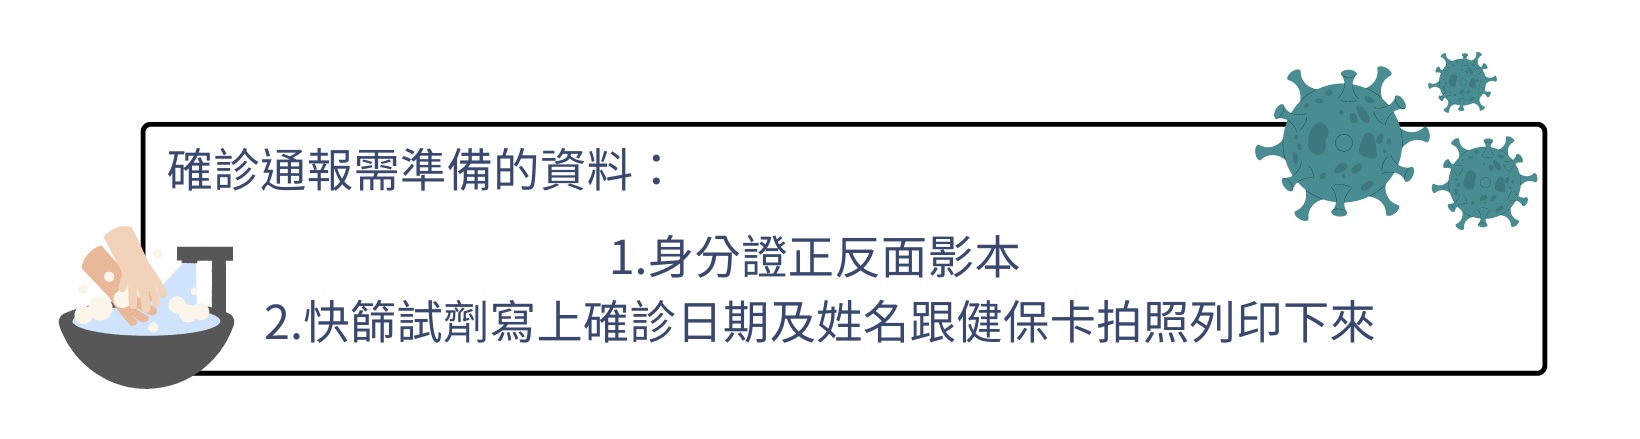 確診通報需準備的資料：
1.身分證正反面影本
2.快篩試劑寫上確診日期及姓名跟健保卡拍照列印下來